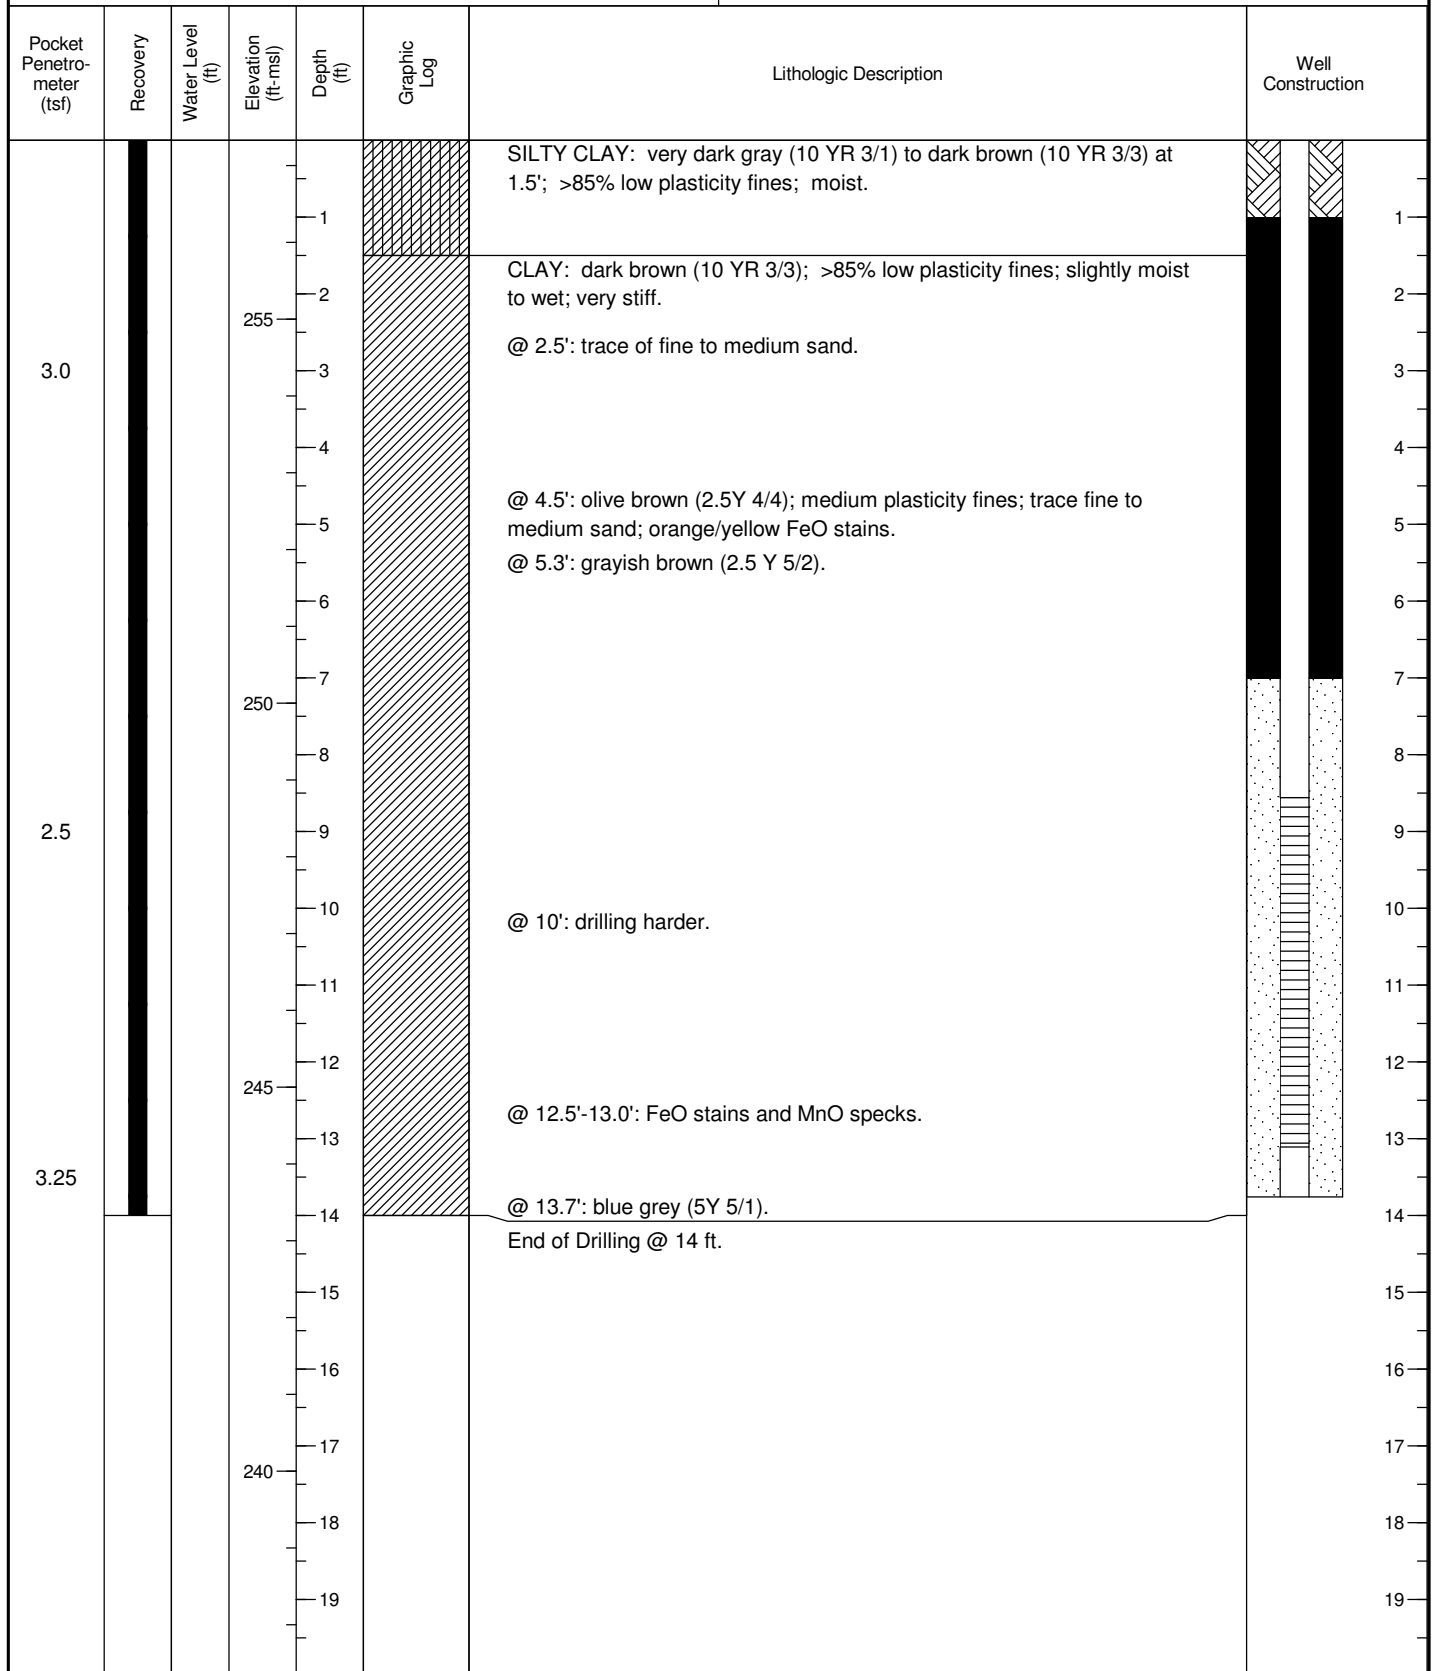 Pocket
Penetro-
meter
(tsf)
Recovery
Water Level
(ft)
Elevation
(ft-msl)
Depth
(ft)
Graphic
Log
Lithologic Description
Well
Construction
SILTY CLAY: very dark gray (10 YR 3/1) to dark brown (10 YR 3/3) at
1.5'; >85% low plasticity fines; moist.
1 1
CLAY: dark brown (10 YR 3/3); >85% low plasticity fines; slightly moist
to wet; very stiff.
2 2
255
@ 2.5': trace of fine to medium sand.
3.0 3 3
4 4
@ 4.5': olive brown (2.5Y 4/4); medium plasticity fines; trace fine to
medium sand; orange/yellow FeO stains.
5 5
@ 5.3': grayish brown (2.5 Y 5/2).
6 6
7 7
250
8 8
2.5 9 9
10 10
@ 10': drilling harder.
11 11
12 12
245
@ 12.5'-13.0': FeO stains and MnO specks.
13 13
3.25
@ 13.7': blue grey (5Y 5/1).
14 14
End of Drilling @ 14 ft.
15 15
16 16
17 17
240
18 18
19 19